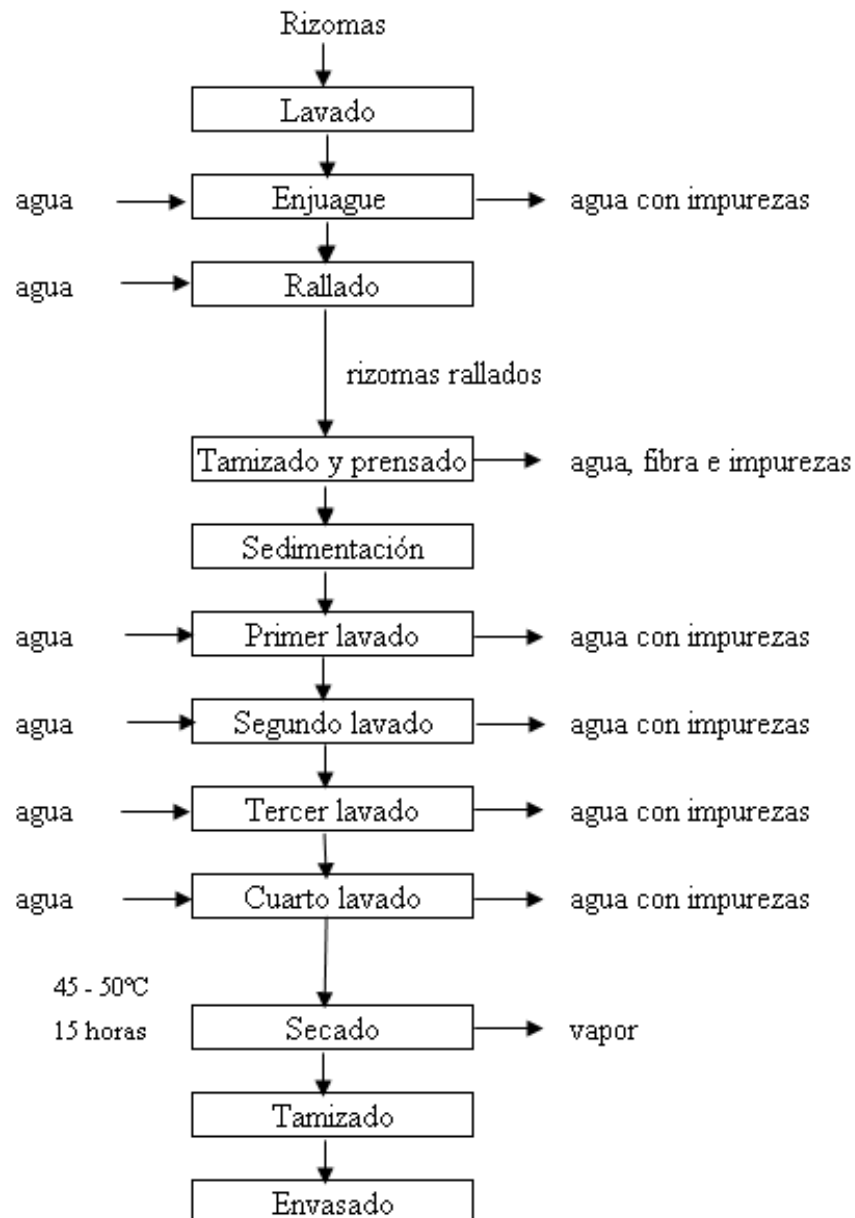 Rizomas
Lavado
agua Enjuague agua con impurezas
agua Rallado
rizomas rallados
Tamizado y prensado agua, fibra e impurezas
Sedimentación
agua Primer lavado agua con impurezas
agua Segundo lavado agua con impurezas
agua Tercer lavado agua con impurezas
agua Cuarto lavado agua con impurezas
45 - 50ºC
15 horas Secado vapor
Tamizado
Envasado